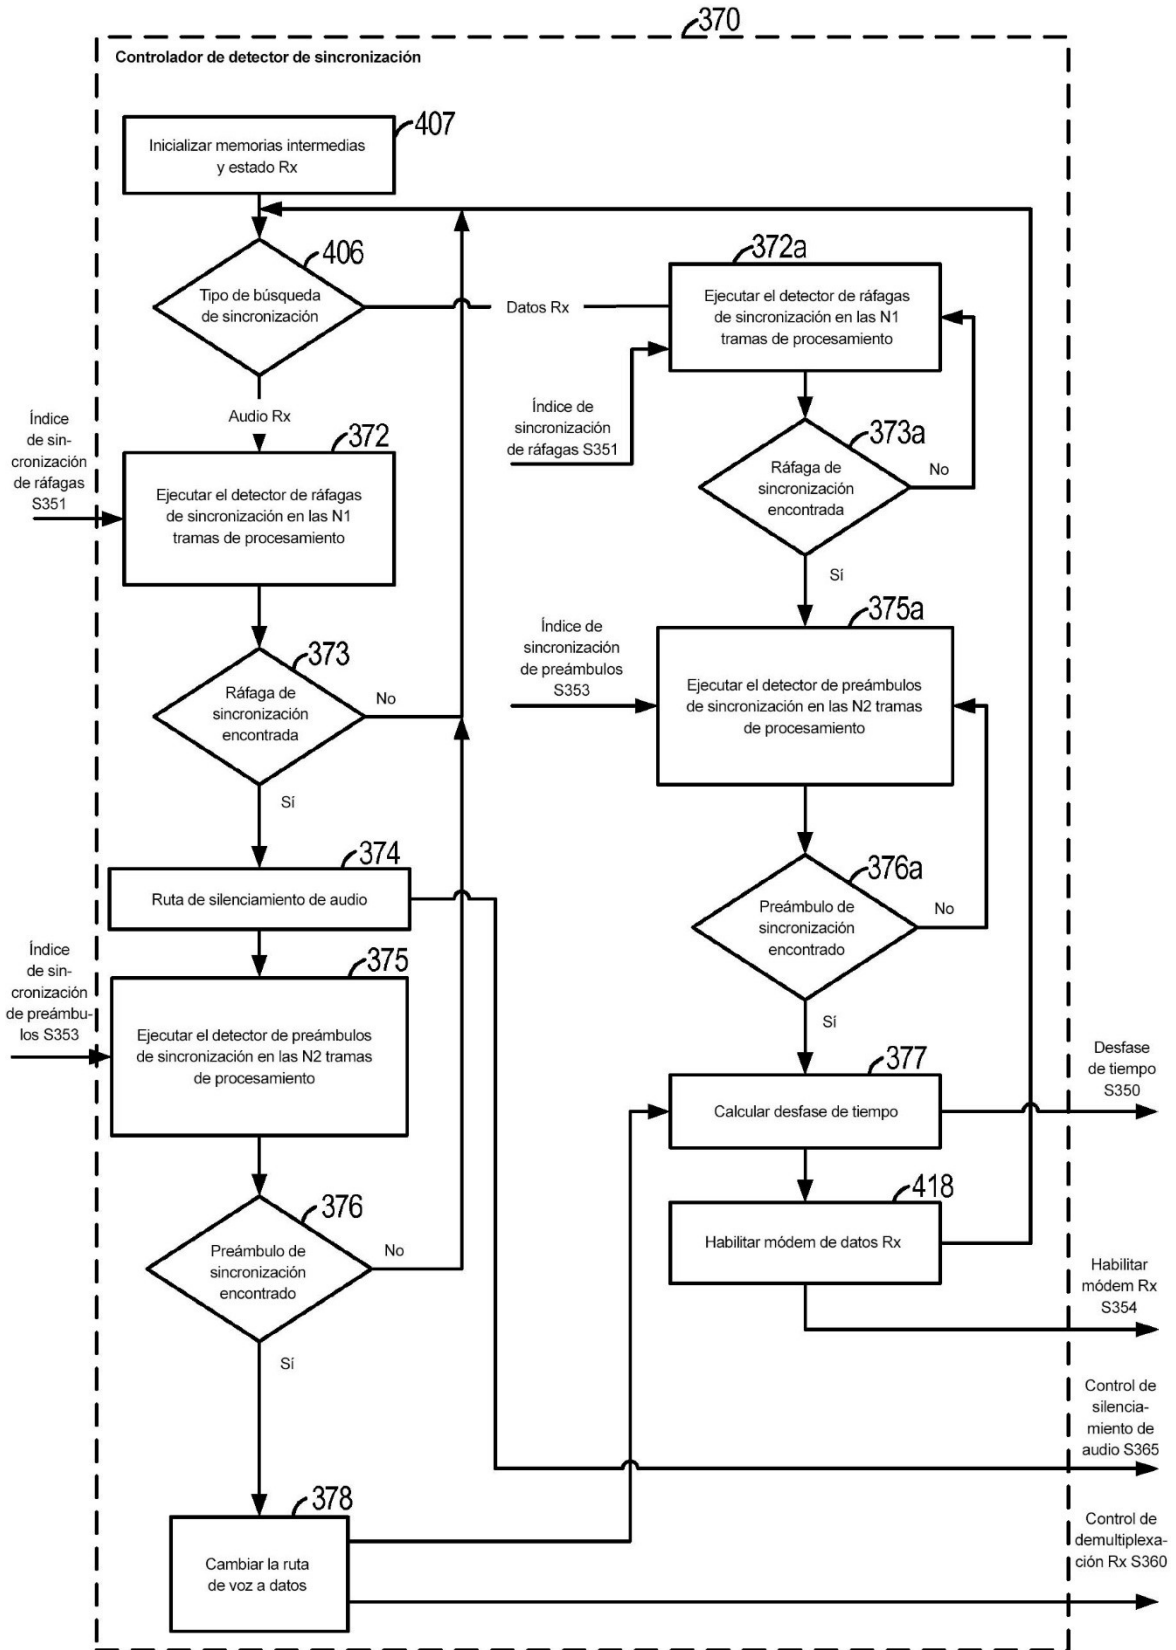 370
Controlador de detector de sincronización
407
Inicializar memorias intermedias
y estado Rx
406
Tipo de búsqueda
de sincronización
Datos Rx
Audio Rx
372a
Ejecutar el detector de ráfagas
de sincronización en las N1
tramas de procesamiento
Índice de
sincronización
de ráfagas S351
373a
Ráfaga de
sincronización
encontrada
No
Sí
Índice
de sin-
cronización
de ráfagas
S351
372
Ejecutar el detector de ráfagas
de sincronización en las N1
tramas de procesamiento
373
Ráfaga de
sincronización
encontrada
No
Sí
Índice de
sincronización
de preámbulos
S353
375a
Ejecutar el detector de preámbulos
de sincronización en las N2 tramas
de procesamiento
376a
Preámbulo de
sincronización
encontrado
No
Sí
374
Ruta de silenciamiento de audio
Índice
de sin-
cronización
de preámbu-
los S353
375
Ejecutar el detector de preámbulos
de sincronización en las N2 tramas
de procesamiento
376
Preámbulo de
sincronización
encontrado
No
Sí
377
Calcular desfase de tiempo
Desfase
de tiempo
S350
418
Habilitar módem de datos Rx
Habilitar
módem Rx
S354
Control de
silencia-
miento de
audio S365
378
Cambiar la ruta
de voz a datos
Control de
demultiplexa-
ción Rx S360